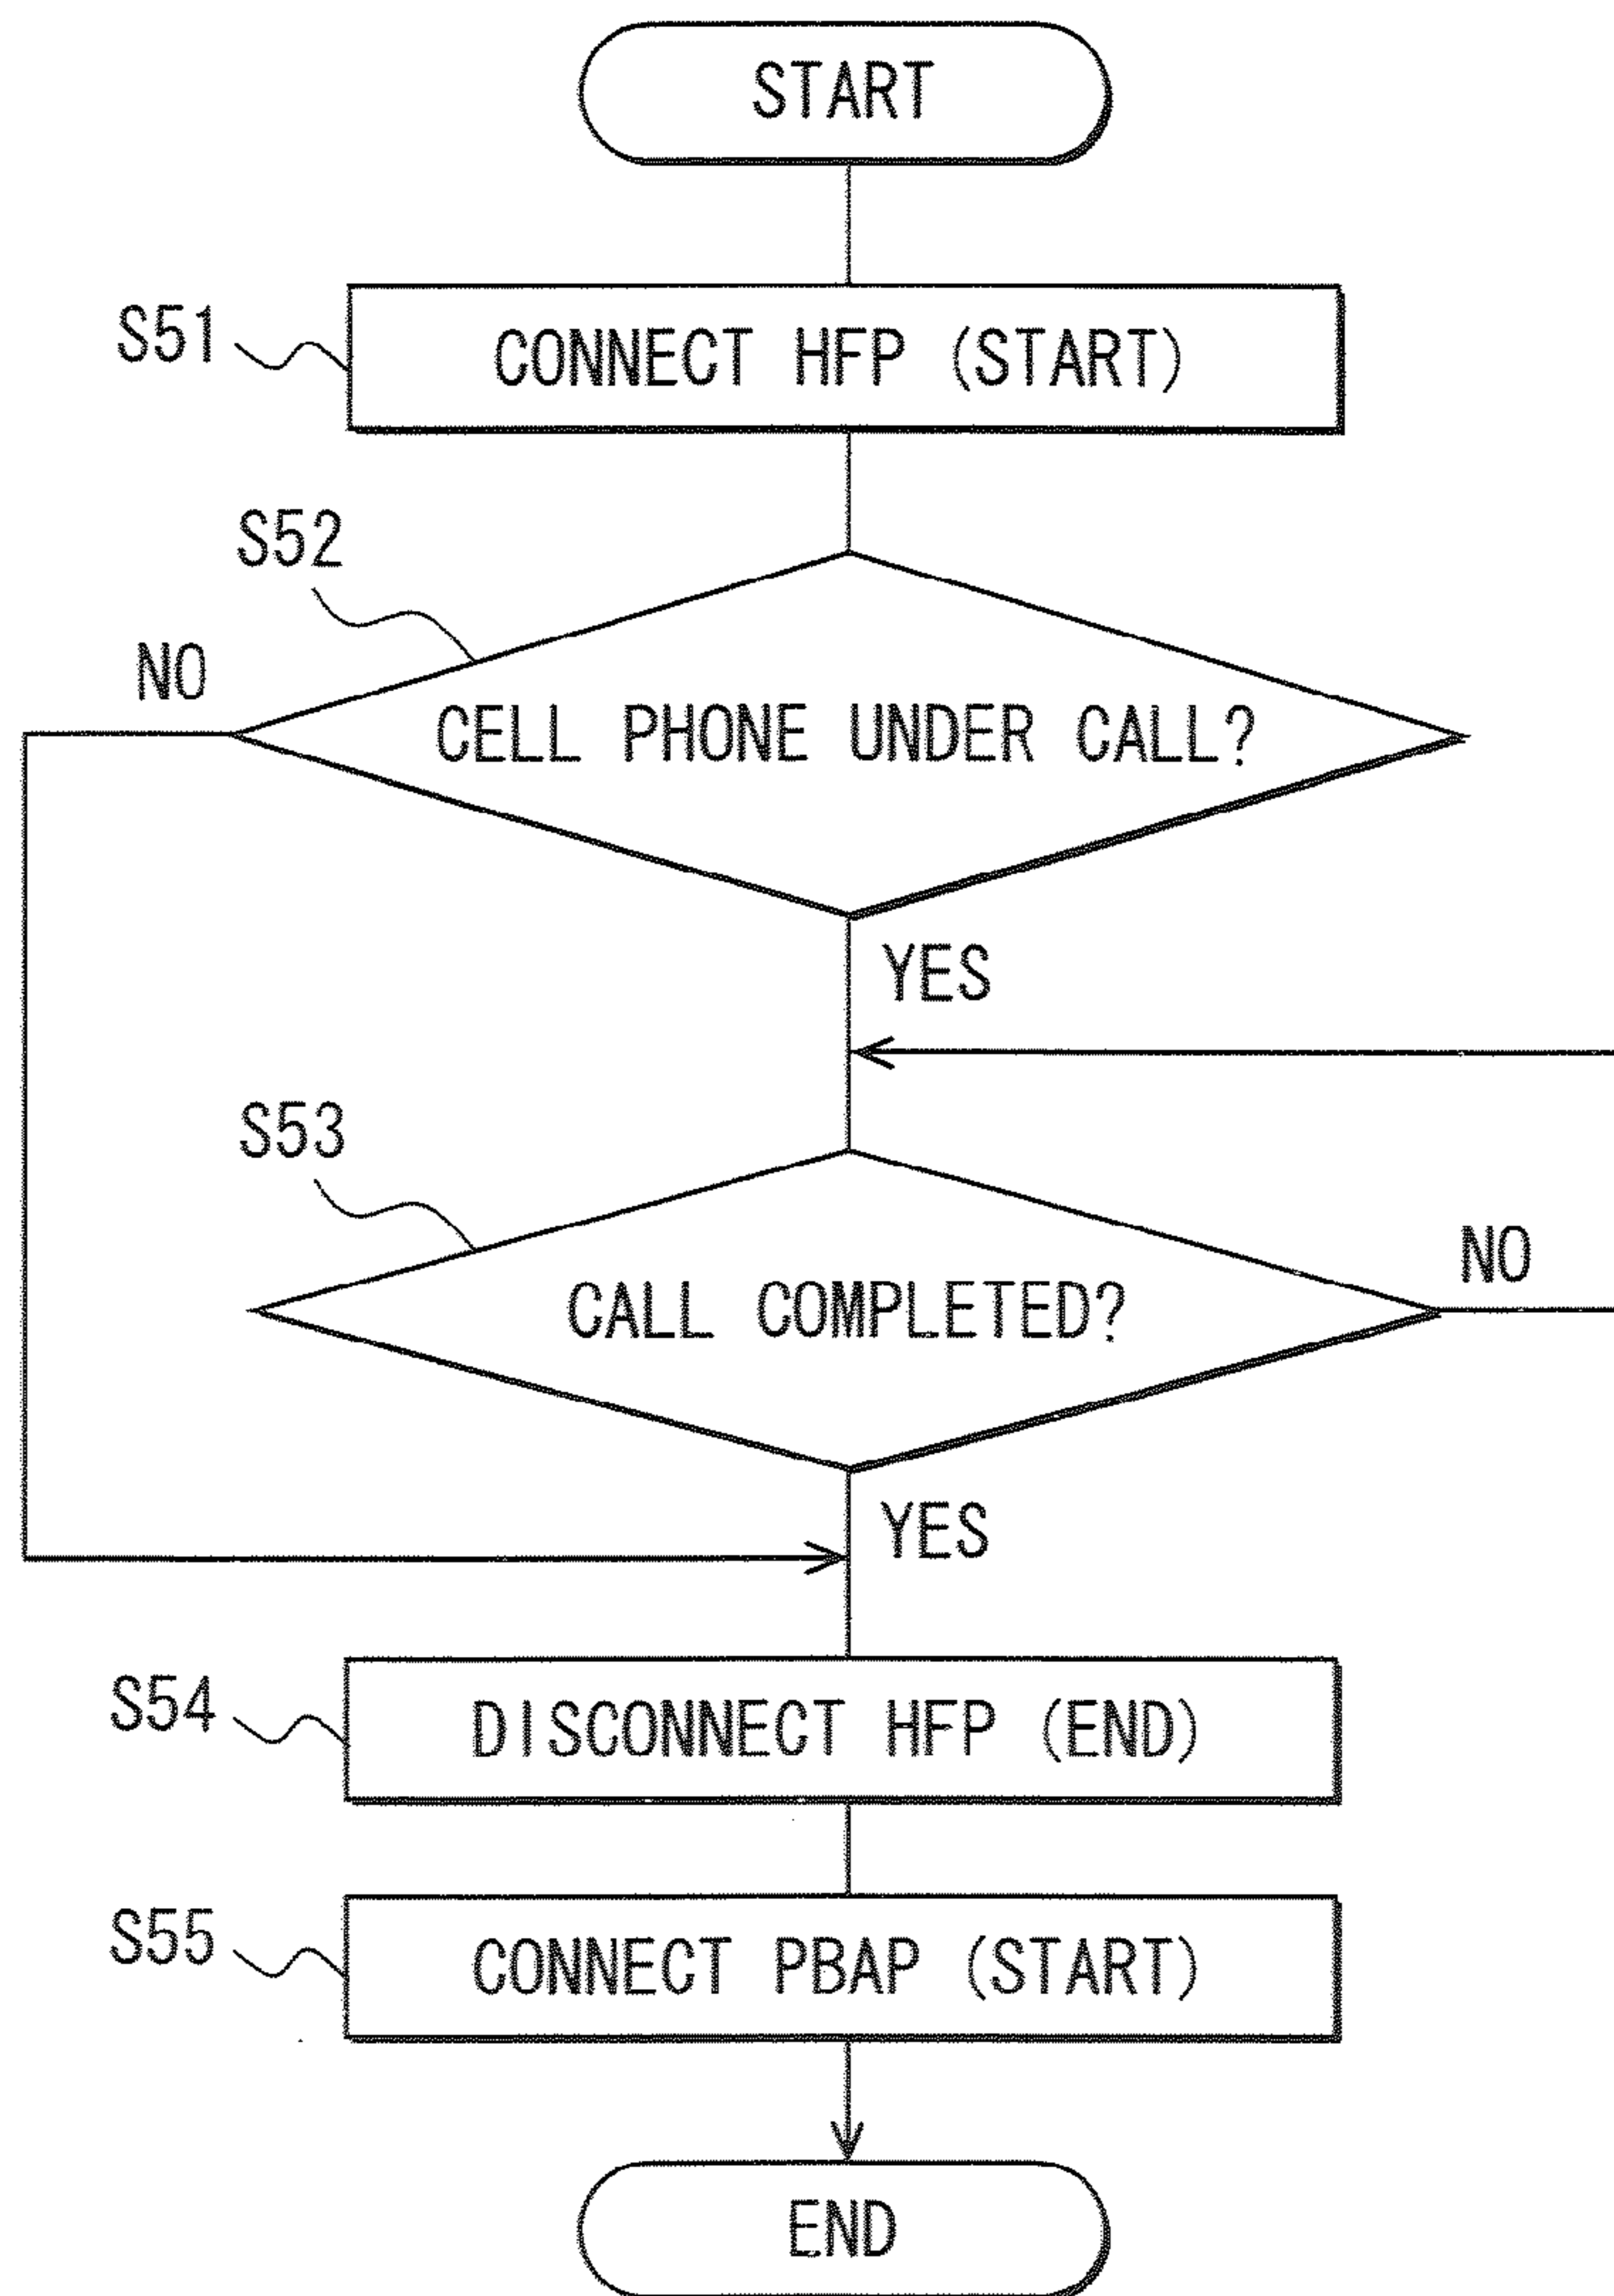 START
S51
CONNECT HFP (START)
S52
NO
CELL PHONE UNDER CALL?
YES
S53
NO
CALL COMPLETED?
YES
S54
DISCONNECT HFP (END)
S55
CONNECT PBAP (START)
END